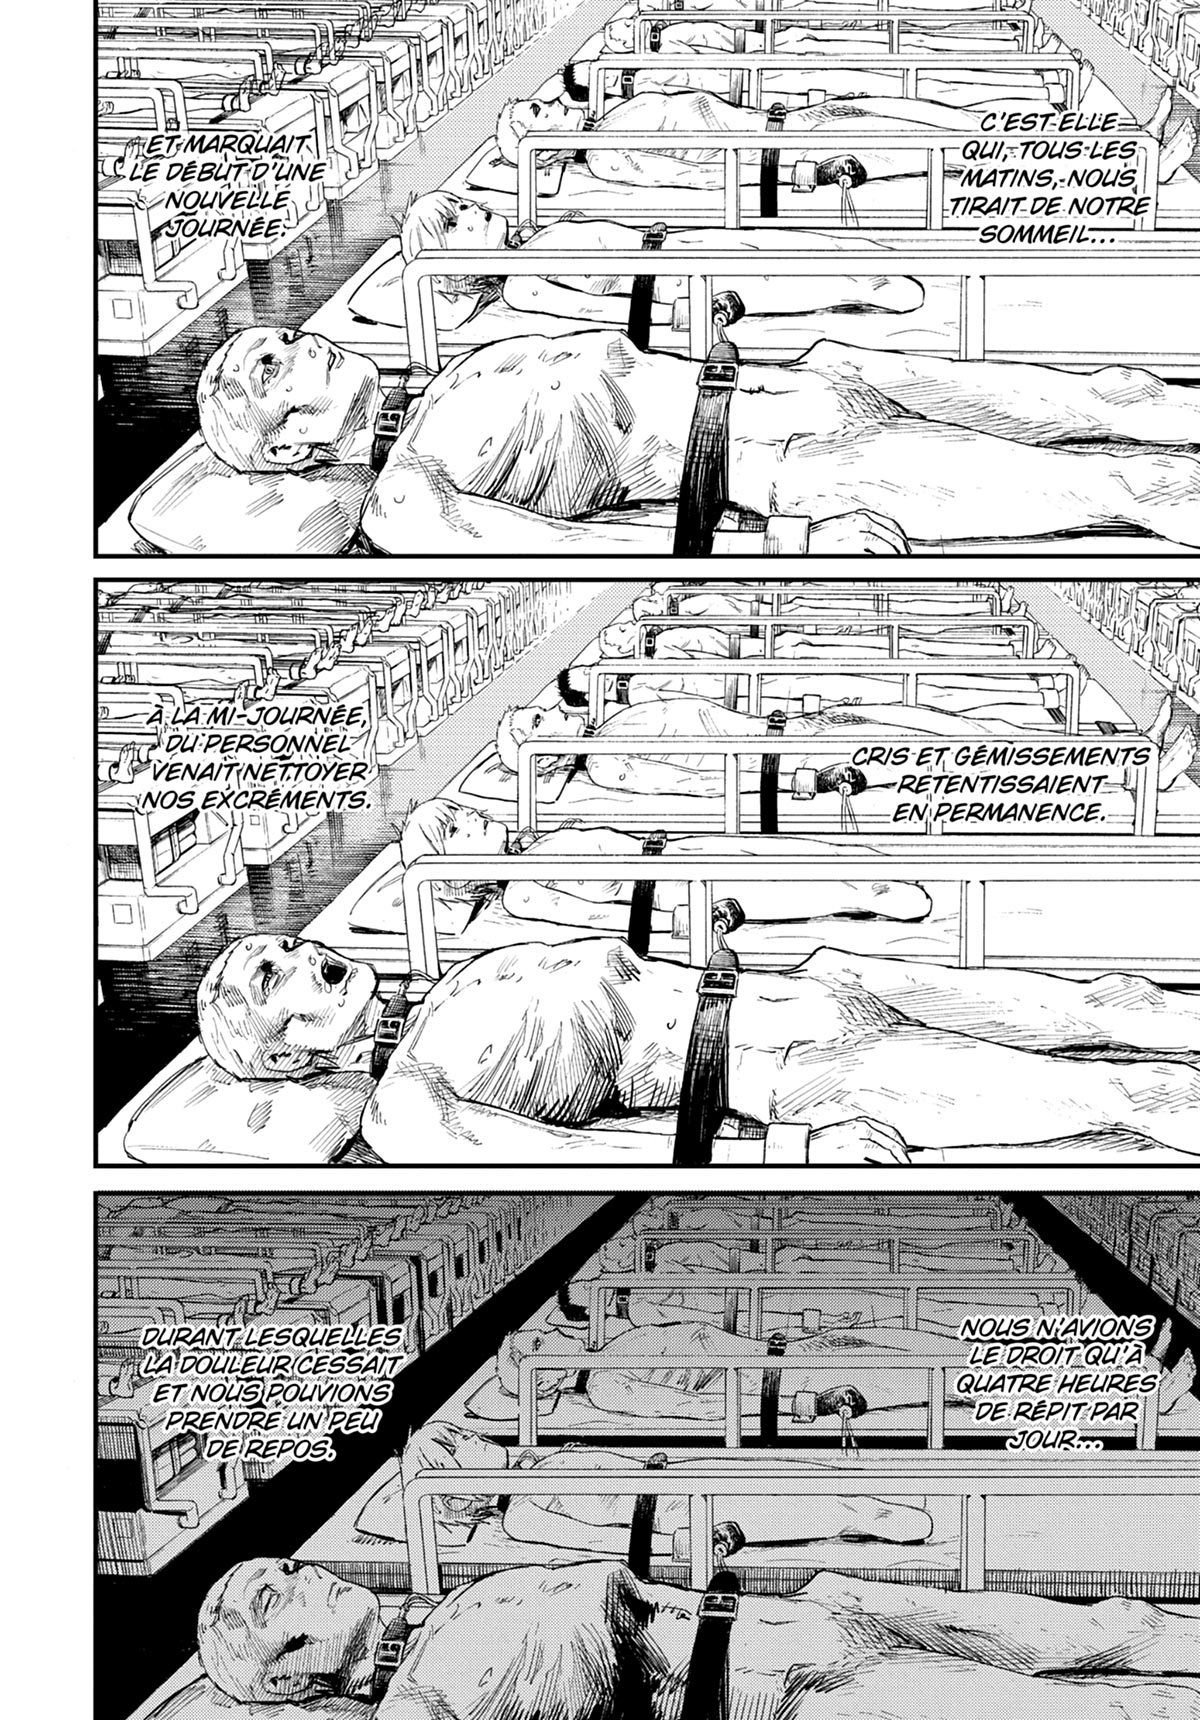 C'EST ELLE
QUI, TOUS LES
MATINS, NOUS
TIRAIT DE NOTRE
SOMMEIL...
ET MARQUAIT
LE DÉBUT D'UNE
NOUVELLE
JOURNÉE.
CRIS ET GÉMISSEMENTS
RETENTISSAIENT
EN PERMANENCE.
À LA MI-JOURNÉE,
DU PERSONNEL
VENAIT NETTOYER
NOS EXCRÉMENTS.
NOUS N'AVIONS
LE DROIT QU'À
QUATRE HEURES
DE RÉPIT PAR
JOUR...
DURANT LESQUELLES
LA DOULEUR CESSAIT
ET NOUS POUVIONS
PRENDRE UN PEU
DE REPOS.